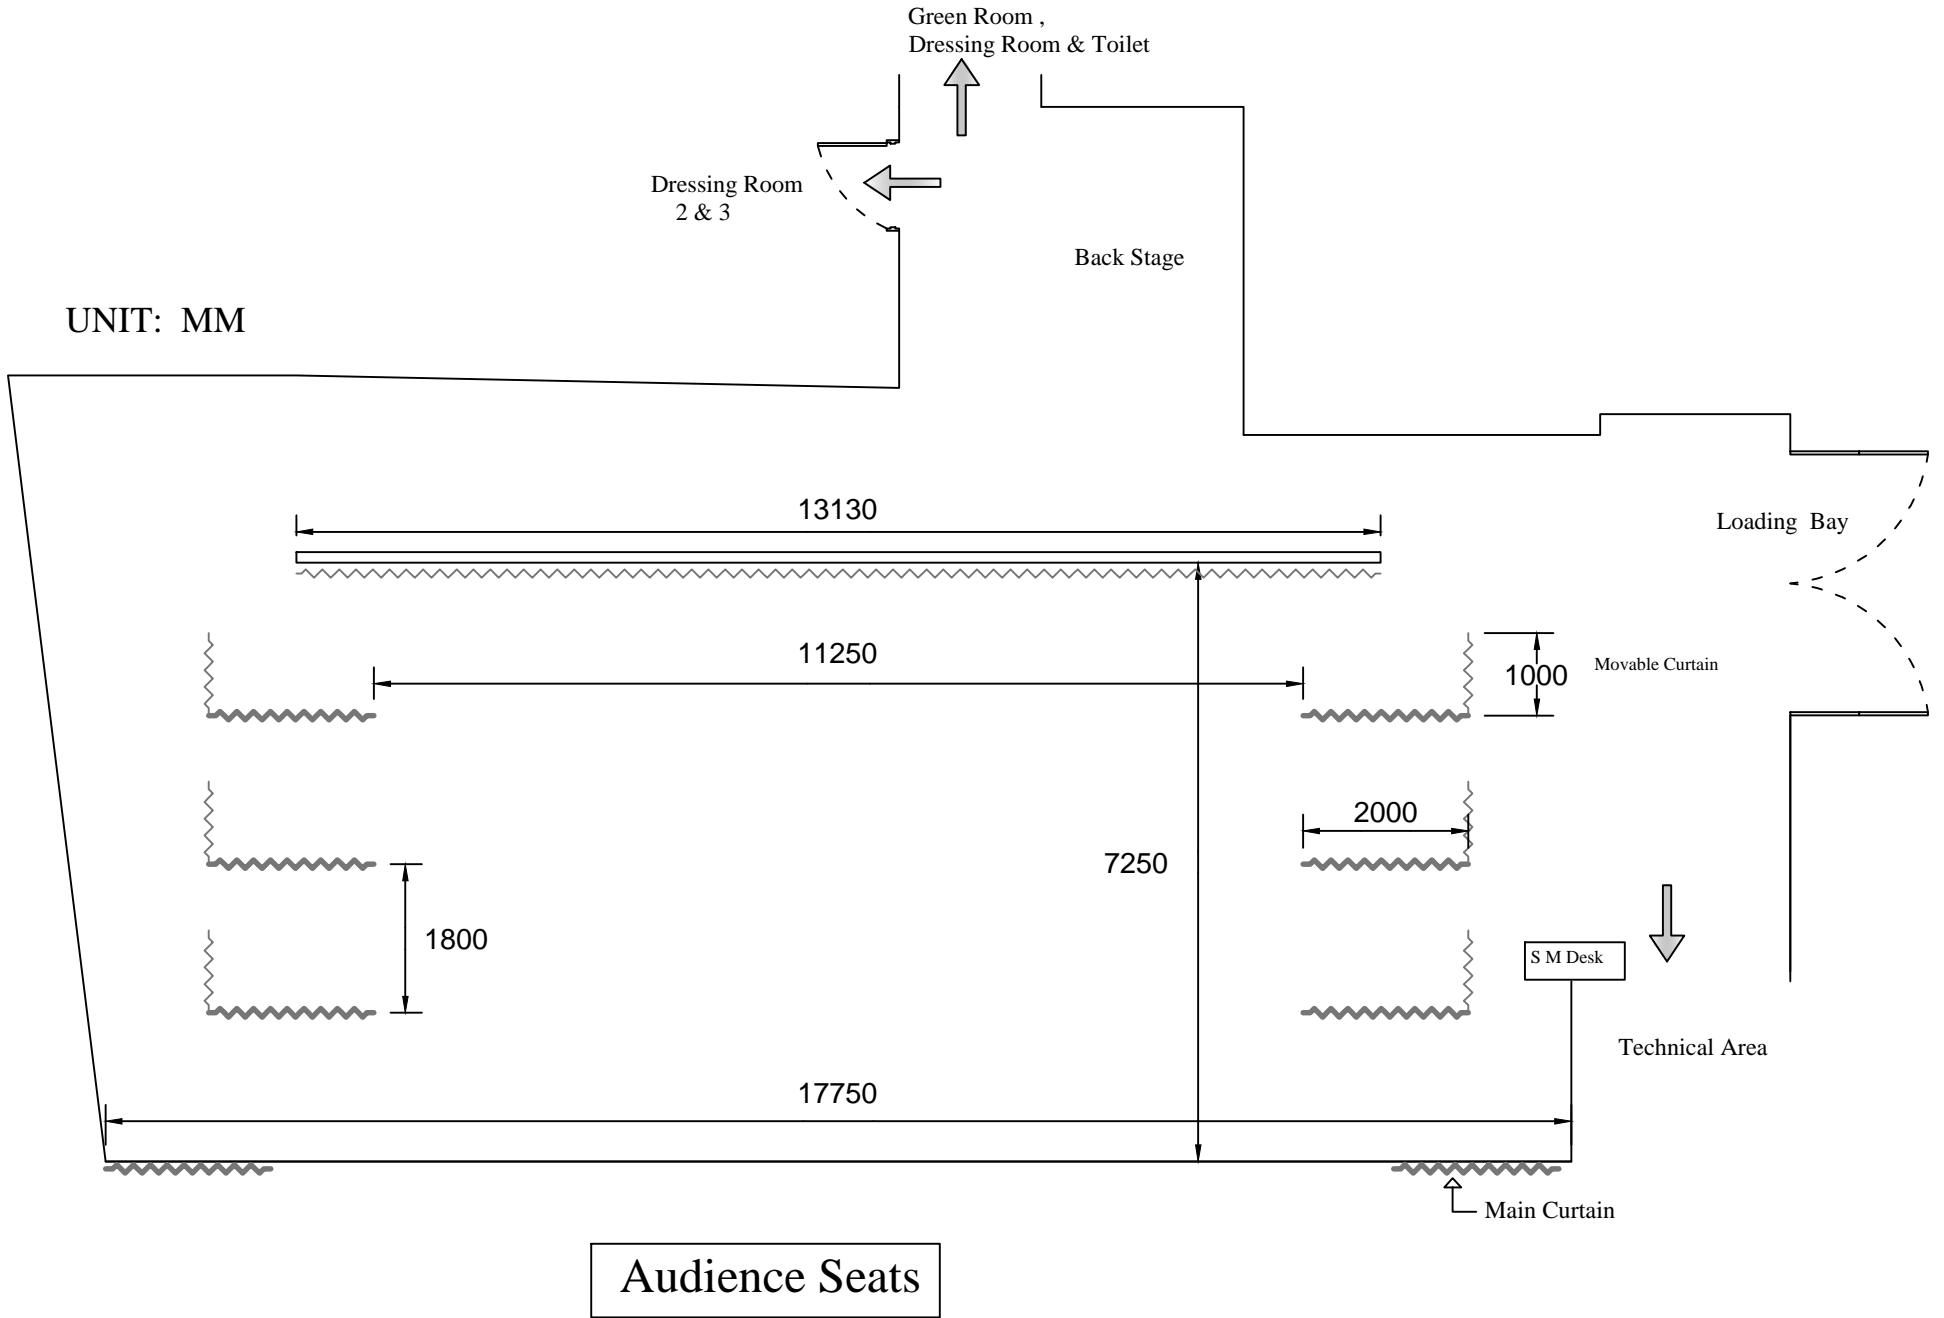 Green Room ,
Dressing Room & Toilet
Dressing Room
2 & 3
Back Stage
UNIT: MM
13130
Loading Bay
11250
1000
Movable Curtain
2000
7250
1800
S M Desk
Technical Area
17750
Main Curtain
Audience Seats